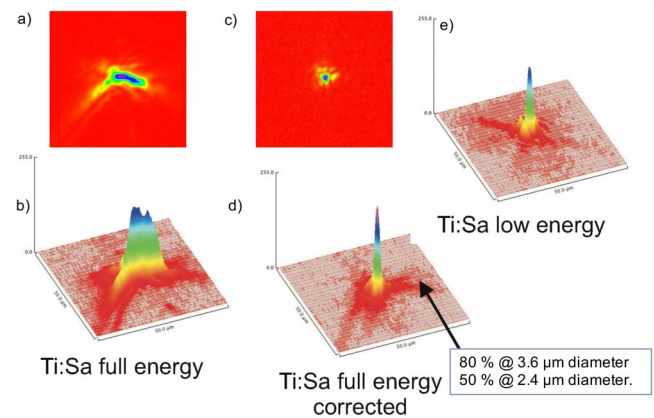 a)
c)
e)
255.0
0.0
50.0 µm
50.0 µm
255.0
b)
0.0
50.0 µm
50.0 µm
Ti:Sa full energy
255.0
d)
0.0
50.0 µm
50.0 µm
Ti:Sa full energy
corrected
Ti:Sa low energy
80 % @ 3.6 µm diameter
50 % @ 2.4 µm diameter.